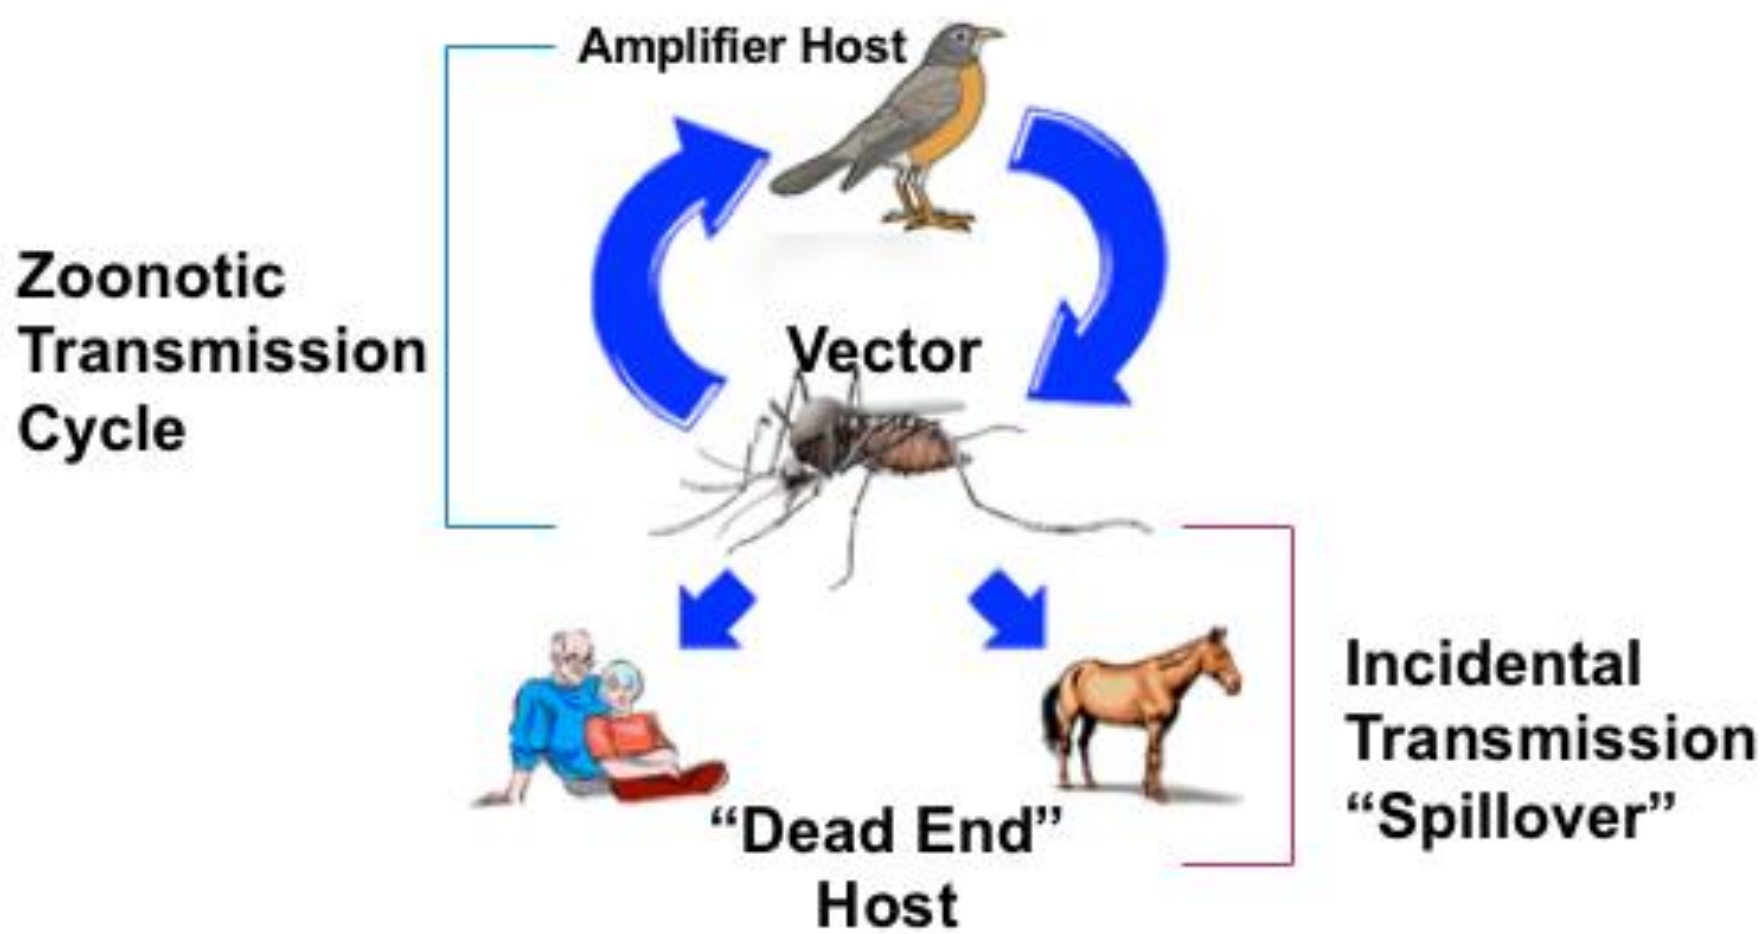 Amplifier Host
Zoonotic
Transmission
Cycle
Vector
Incidental
Transmission
“Spillover”
“Dead End”
Host